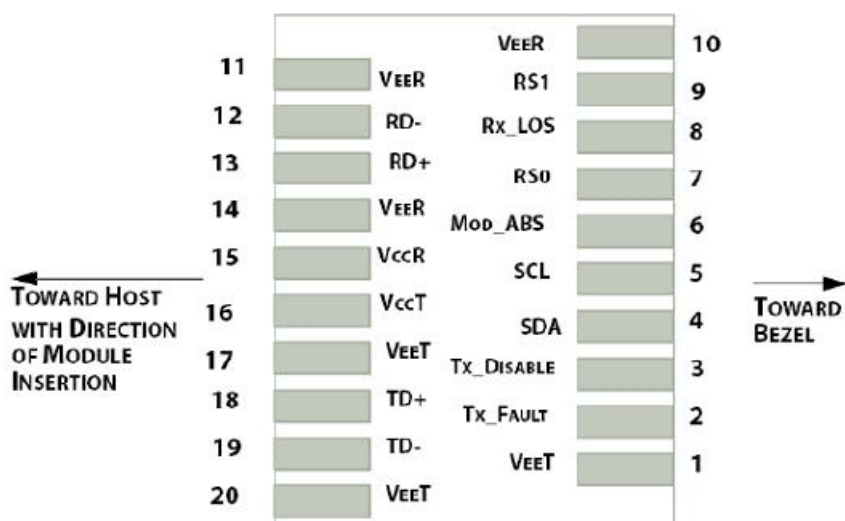 11 VEER
12 RD-
13 RD+
14 VEER
15 VCCR
16 VCCT
17 VEET
18 TD+
19 TD-
20 VEET
VEER 10
RS1 9
RX_LOS 8
RS0 7
MOD_ABS 6
SCL 5
SDA 4
TX_DISABLE 3
TX_FAULT 2
VEET 1
TOWARD HOST
WITH DIRECTION
OF MODULE
INSERTION
TOWARD
BEZEL